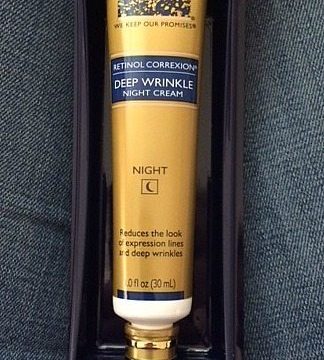 WE KEEP OUR PROMISES®
RETINOL CORREXION®
DEEP WRINKLE
NIGHT CREAM
NIGHT
Reduces the look
of expression lines
and deep wrinkles
.0 fl oz (30 mL)